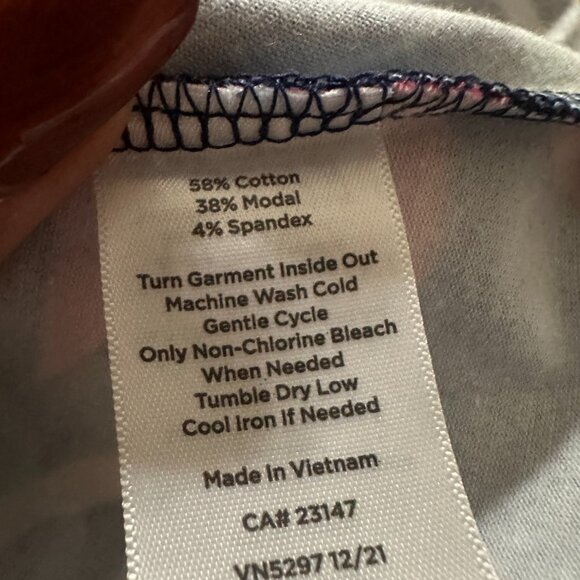 58% Cotton
38% Modal
4% Spandex
Turn Garment Inside Out
Machine Wash Cold
Gentle Cycle
Only Non-Chlorine Bleach
When Needed
Tumble Dry Low
Cool Iron If Needed
Made In Vietnam
CA# 23147
VN5297 12/21